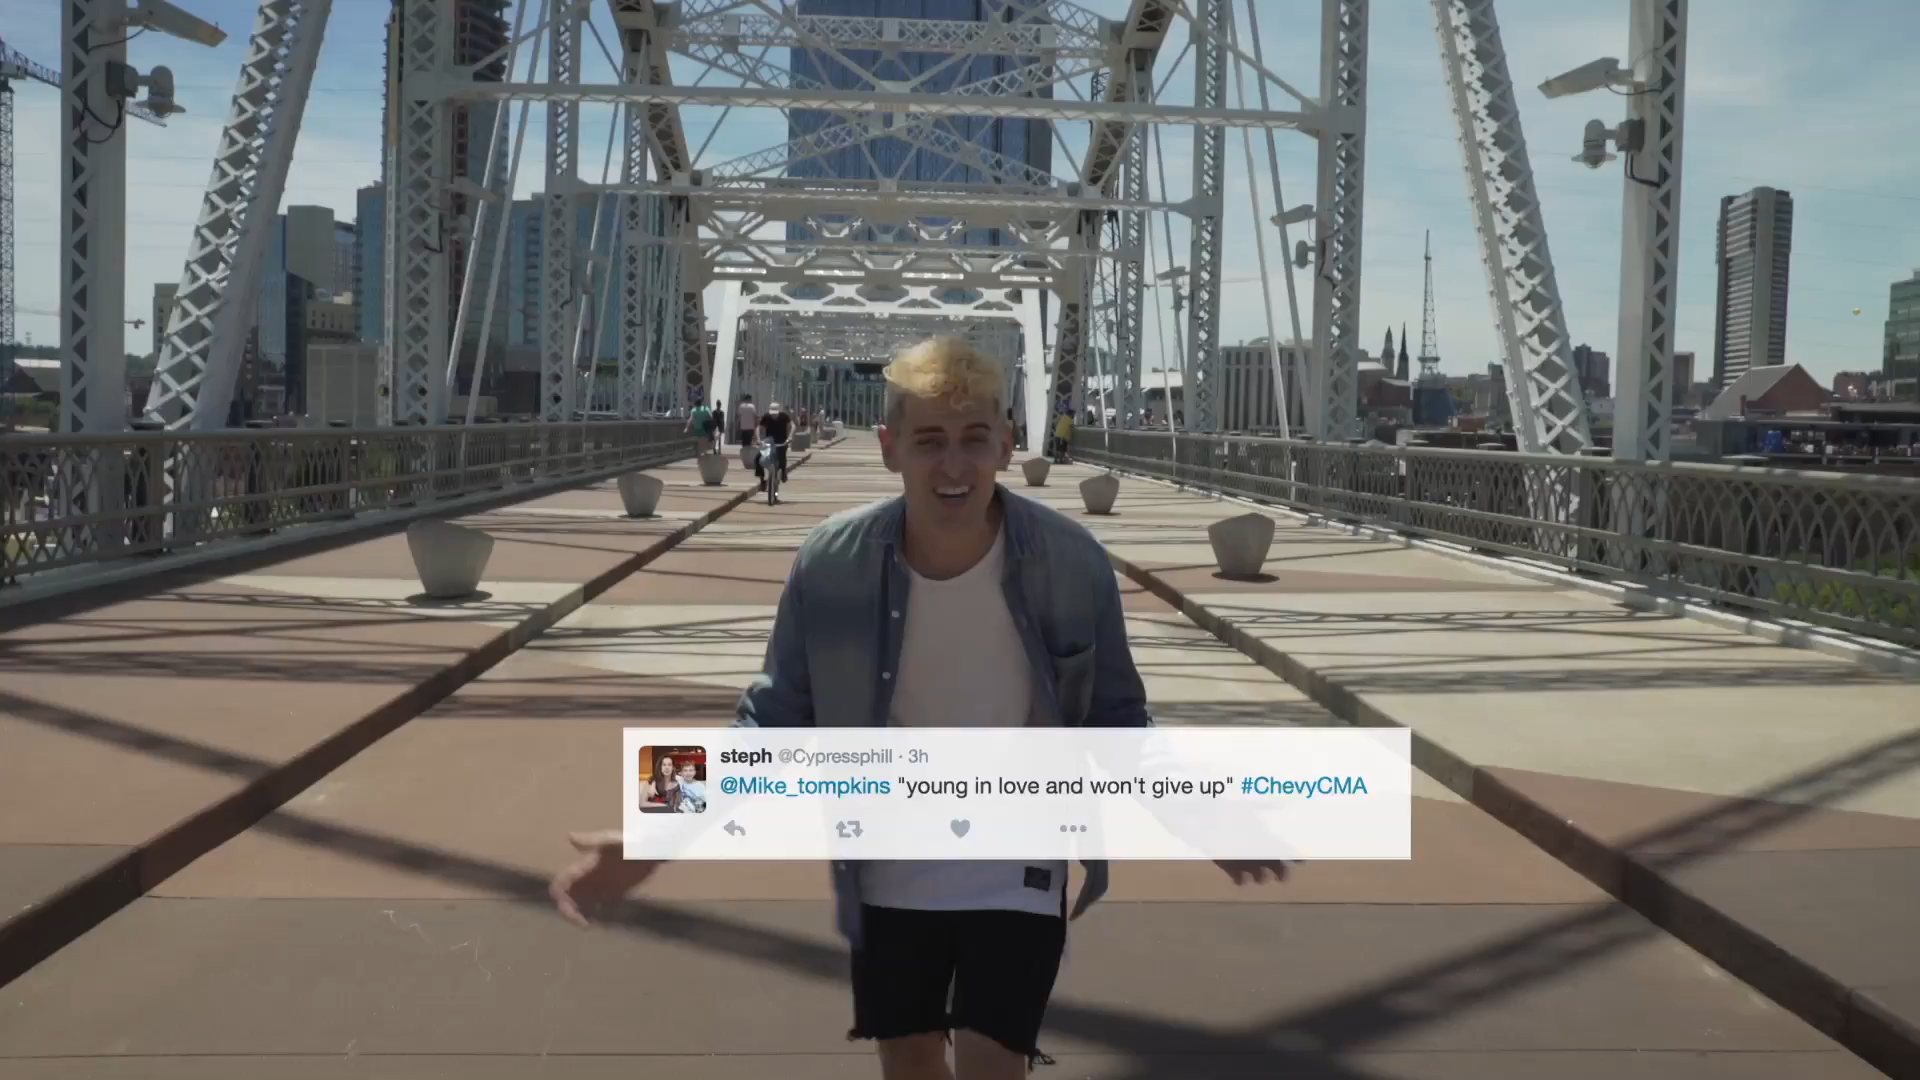 steph @Cypressphill · 3h
@Mike_tompkins "young in love and won't give up" #ChevyCMA